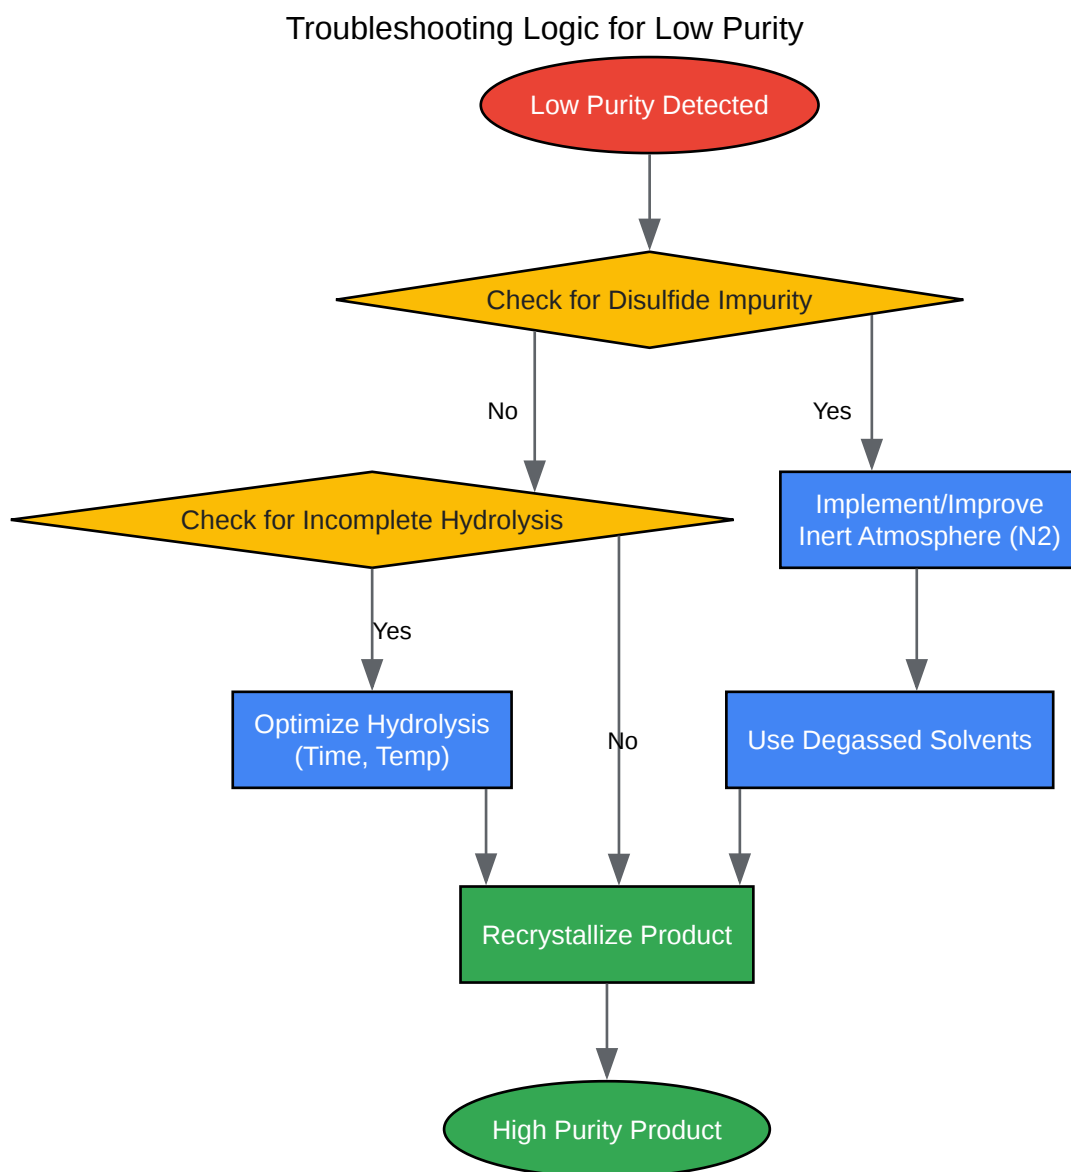 Troubleshooting Logic for Low Purity
Low Purity Detected
Check for Disulfide Impurity
No
Yes
Check for Incomplete Hydrolysis
Implement/Improve
Inert Atmosphere (N2)
Yes
Optimize Hydrolysis
(Time, Temp)
No
Use Degassed Solvents
Recrystallize Product
High Purity Product